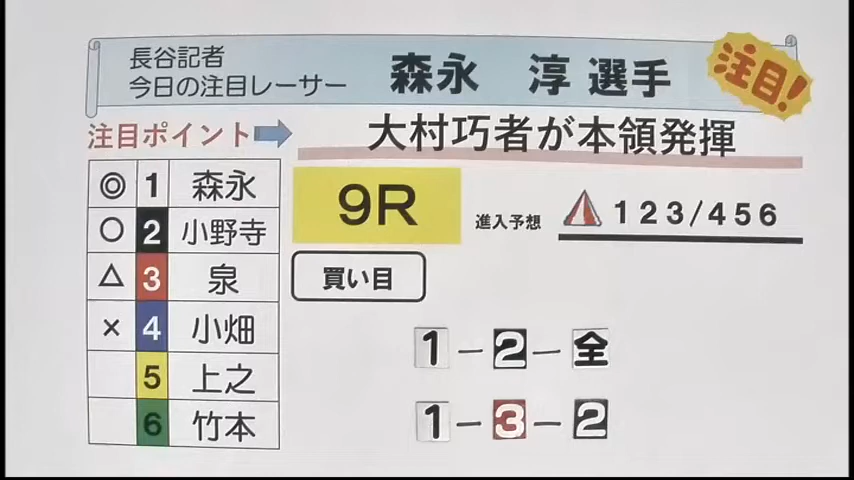 長谷記者
今日の注目レーサー
森永 淳 選手
注目!
注目ポイント
大村巧者が本領発揮
◎ 1 森永
○ 2 小野寺
△ 3 泉
× 4 小畑
5 上之
6 竹本
9R
進入予想
123/456
買い目
1-2-全
1-3-2